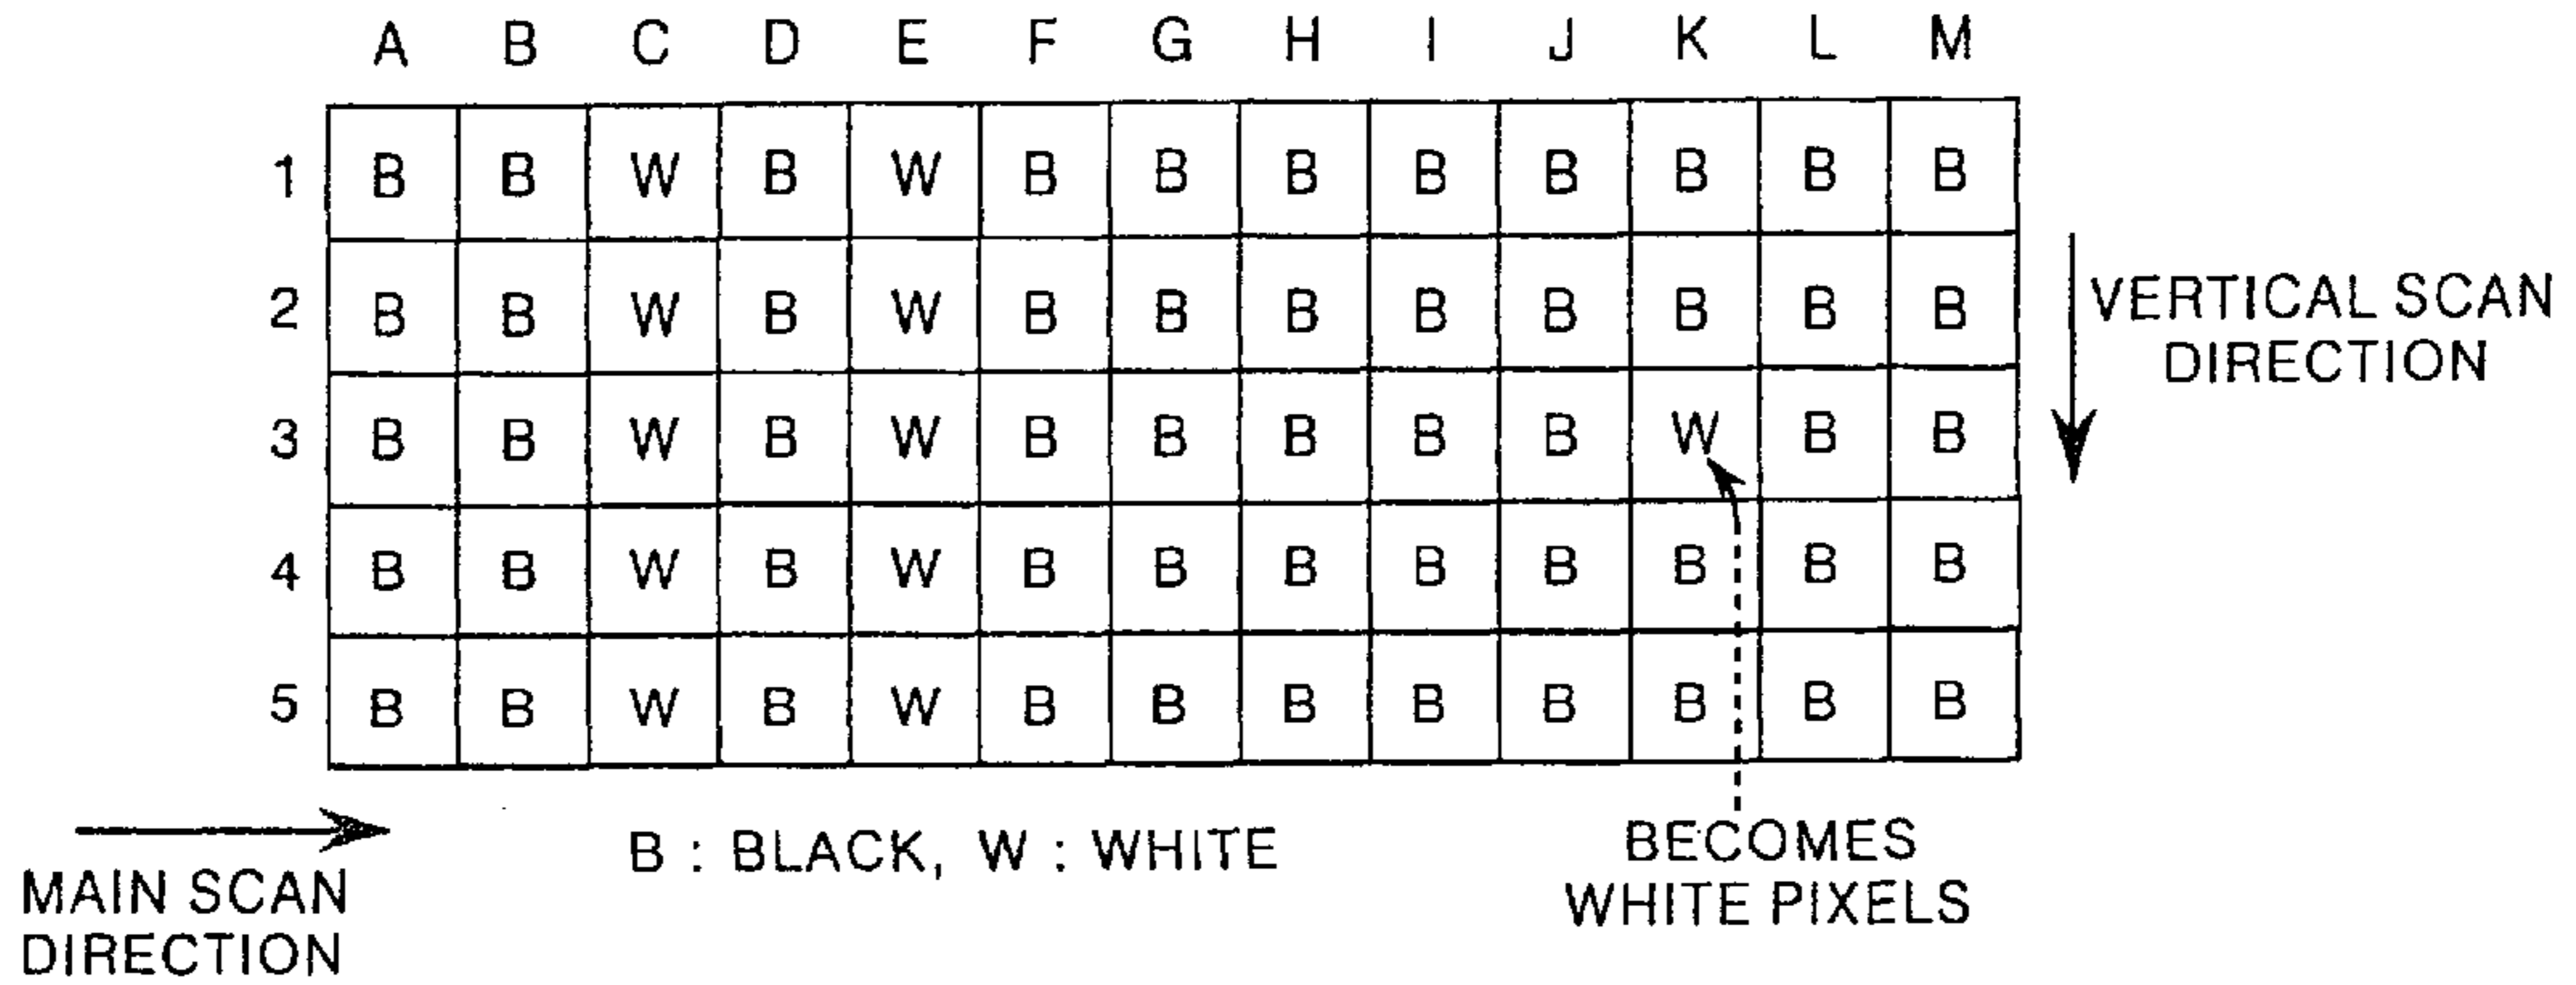 A B C D E F G H I J K L M
1 B B W B W B B B B B B B B
2 B B W B W B B B B B B B B
3 B B W B W B B B B B W B B
4 B B W B W B B B B B B B B
5 B B W B W B B B B B B B B
VERTICAL SCAN
DIRECTION
MAIN SCAN
DIRECTION
B : BLACK, W : WHITE
BECOMES
WHITE PIXELS